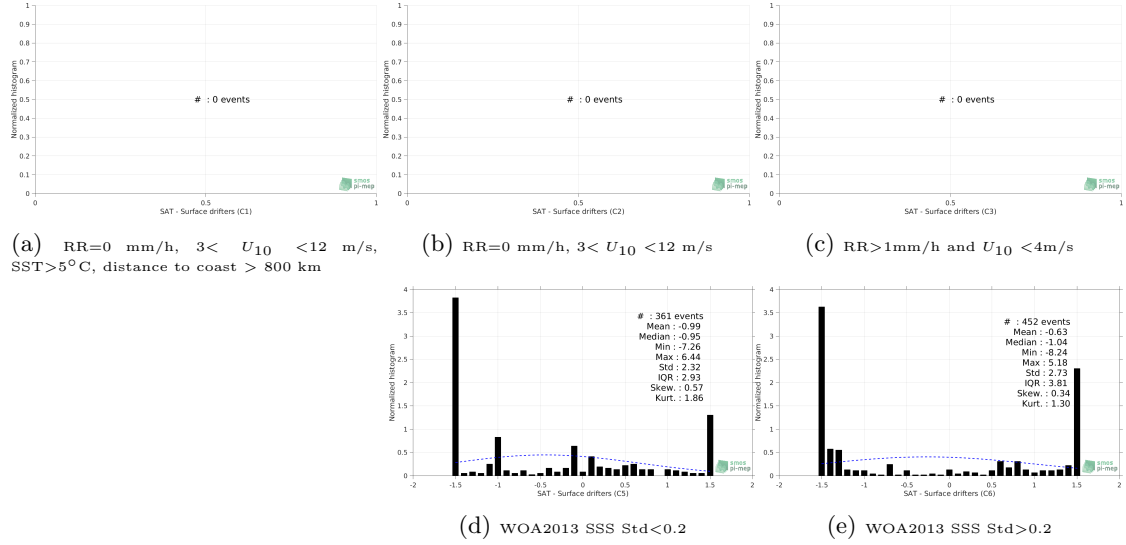 1
0.9
0.8
0.7
0.6
0.5
0.4
0.3
0.2
0.1
0
Normalized histogram
# : 0 events
smos
pi-mep
0 0.5 1
SAT - Surface drifters (C1)
(a) RR=0 mm/h, 3< U10 <12 m/s,
SST>5°C, distance to coast > 800 km
1
0.9
0.8
0.7
0.6
0.5
0.4
0.3
0.2
0.1
0
Normalized histogram
# : 0 events
smos
pi-mep
0 0.5 1
SAT - Surface drifters (C2)
(b) RR=0 mm/h, 3< U10 <12 m/s
1
0.9
0.8
0.7
0.6
0.5
0.4
0.3
0.2
0.1
0
Normalized histogram
# : 0 events
smos
pi-mep
0 0.5 1
SAT - Surface drifters (C3)
(c) RR>1mm/h and U10 <4m/s
4
3.5
3
2.5
2
1.5
1
0.5
0
Normalized histogram
# : 361 events
Mean : -0.99
Median : -0.95
Min : -7.26
Max : 6.44
Std : 2.32
IQR : 2.93
Skew. : 0.57
Kurt. : 1.86
smos
pi-mep
-2 -1.5 -1 -0.5 0 0.5 1 1.5 2
SAT - Surface drifters (C5)
(d) WOA2013 SSS Std<0.2
4
3.5
3
2.5
2
1.5
1
0.5
0
Normalized histogram
# : 452 events
Mean : -0.63
Median : -1.04
Min : -8.24
Max : 5.18
Std : 2.73
IQR : 3.81
Skew. : 0.34
Kurt. : 1.30
smos
pi-mep
-2 -1.5 -1 -0.5 0 0.5 1 1.5 2
SAT - Surface drifters (C6)
(e) WOA2013 SSS Std>0.2